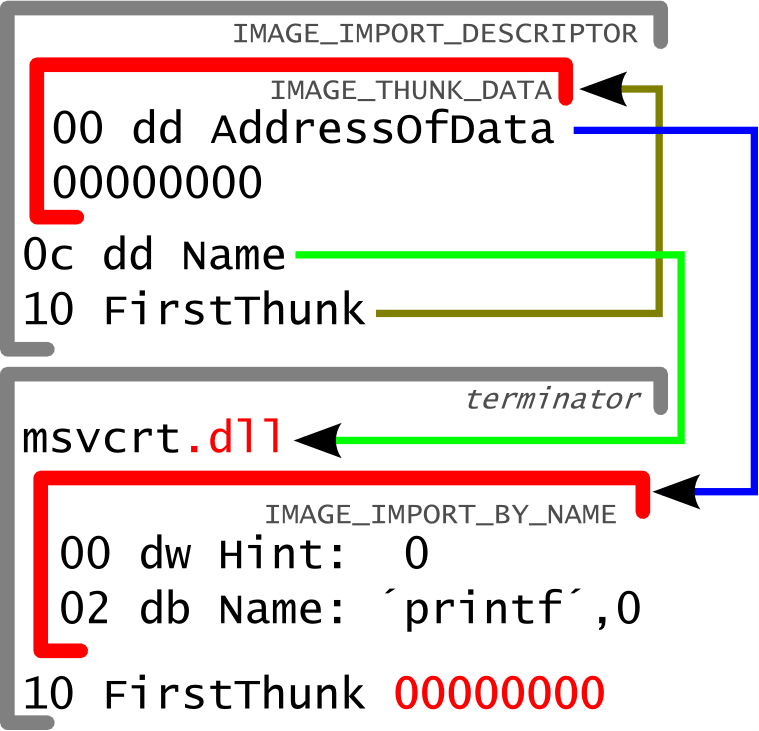 IMAGE_IMPORT_DESCRIPTOR
IMAGE_THUNK_DATA
00 dd AddressOfData
00000000
0c dd Name
10 FirstThunk
terminator
msvcrt.dll
IMAGE_IMPORT_BY_NAME
00 dw Hint:  0
02 db Name: ´printf´,0
10 FirstThunk 00000000